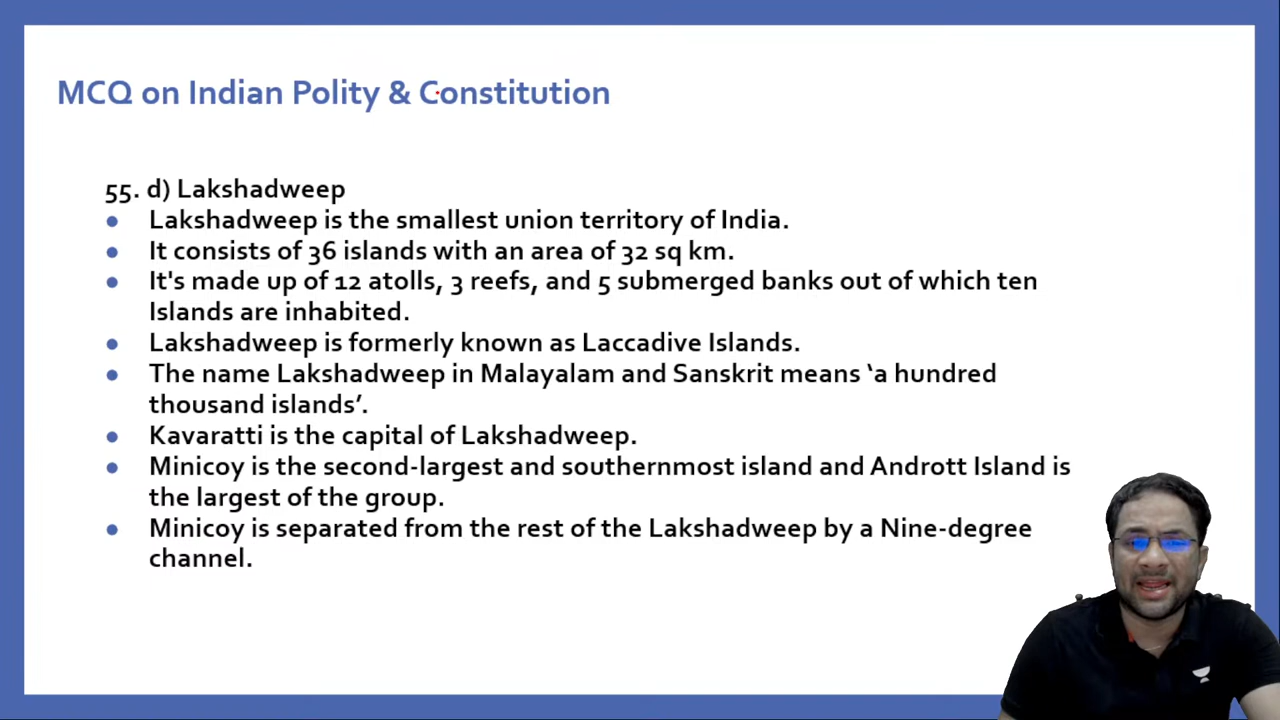 MCQ on Indian Polity & Constitution
55. d) Lakshadweep
● Lakshadweep is the smallest union territory of India.
● It consists of 36 islands with an area of 32 sq km.
● It's made up of 12 atolls, 3 reefs, and 5 submerged banks out of which ten
Islands are inhabited.
● Lakshadweep is formerly known as Laccadive Islands.
● The name Lakshadweep in Malayalam and Sanskrit means ‘a hundred
thousand islands’.
● Kavaratti is the capital of Lakshadweep.
● Minicoy is the second-largest and southernmost island and Andrott Island is
the largest of the group.
● Minicoy is separated from the rest of the Lakshadweep by a Nine-degree
channel.